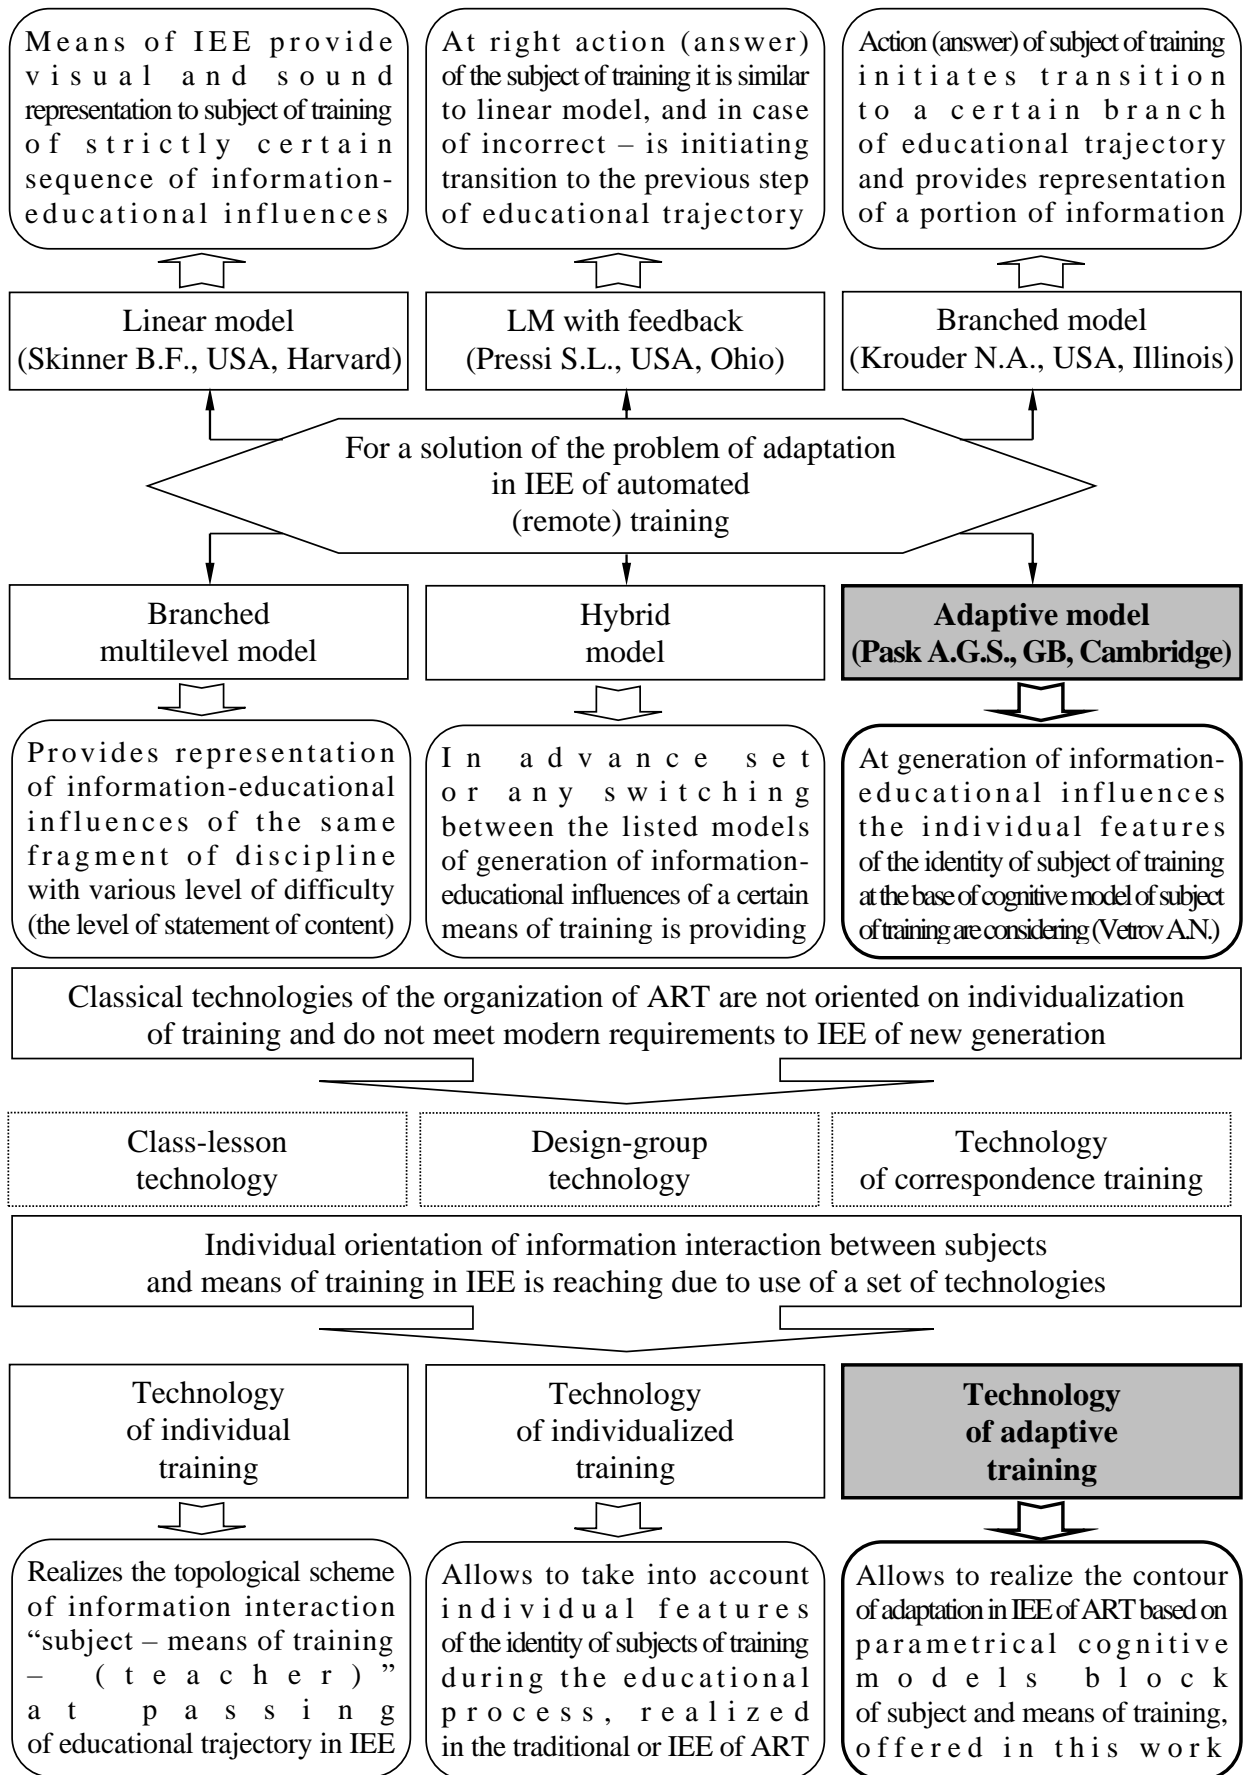 Means of IEE provide
visual and sound
representation to subject of training
of strictly certain
sequence of information-
educational influences
At right action (answer)
of the subject of training it is similar
to linear model, and in case
of incorrect – is initiating
transition to the previous step
of educational trajectory
Action (answer) of subject of training
initiates transition
to a certain branch
of educational trajectory
and provides representation
of a portion of information
Linear model
(Skinner B.F., USA, Harvard)
LM with feedback
(Pressi S.L., USA, Ohio)
Branched model
(Krouder N.A., USA, Illinois)
For a solution of the problem of adaptation
in IEE of automated
(remote) training
Branched
multilevel model
Hybrid
model
Adaptive model
(Pask A.G.S., GB, Cambridge)
Provides representation
of information-educational
influences of the same
fragment of discipline
with various level of difficulty
(the level of statement of content)
In advance set
or any switching
between the listed models
of generation of information-
educational influences of a certain
means of training is providing
At generation of information-
educational influences
the individual features
of the identity of subject of training
at the base of cognitive model of subject
of training are considering (Vetrov A.N.)
Classical technologies of the organization of ART are not oriented on individualization
of training and do not meet modern requirements to IEE of new generation
Class-lesson
technology
Design-group
technology
Technology
of correspondence training
Individual orientation of information interaction between subjects
and means of training in IEE is reaching due to use of a set of technologies
Technology
of individual
training
Technology
of individualized
training
Technology
of adaptive
training
Realizes the topological scheme
of information interaction
“subject – means of training
– (teacher)”
at passing
of educational trajectory in IEE
Allows to take into account
individual features
of the identity of subjects of training
during the educational
process, realized
in the traditional or IEE of ART
Allows to realize the contour
of adaptation in IEE of ART based on
parametrical cognitive
models block
of subject and means of training,
offered in this work